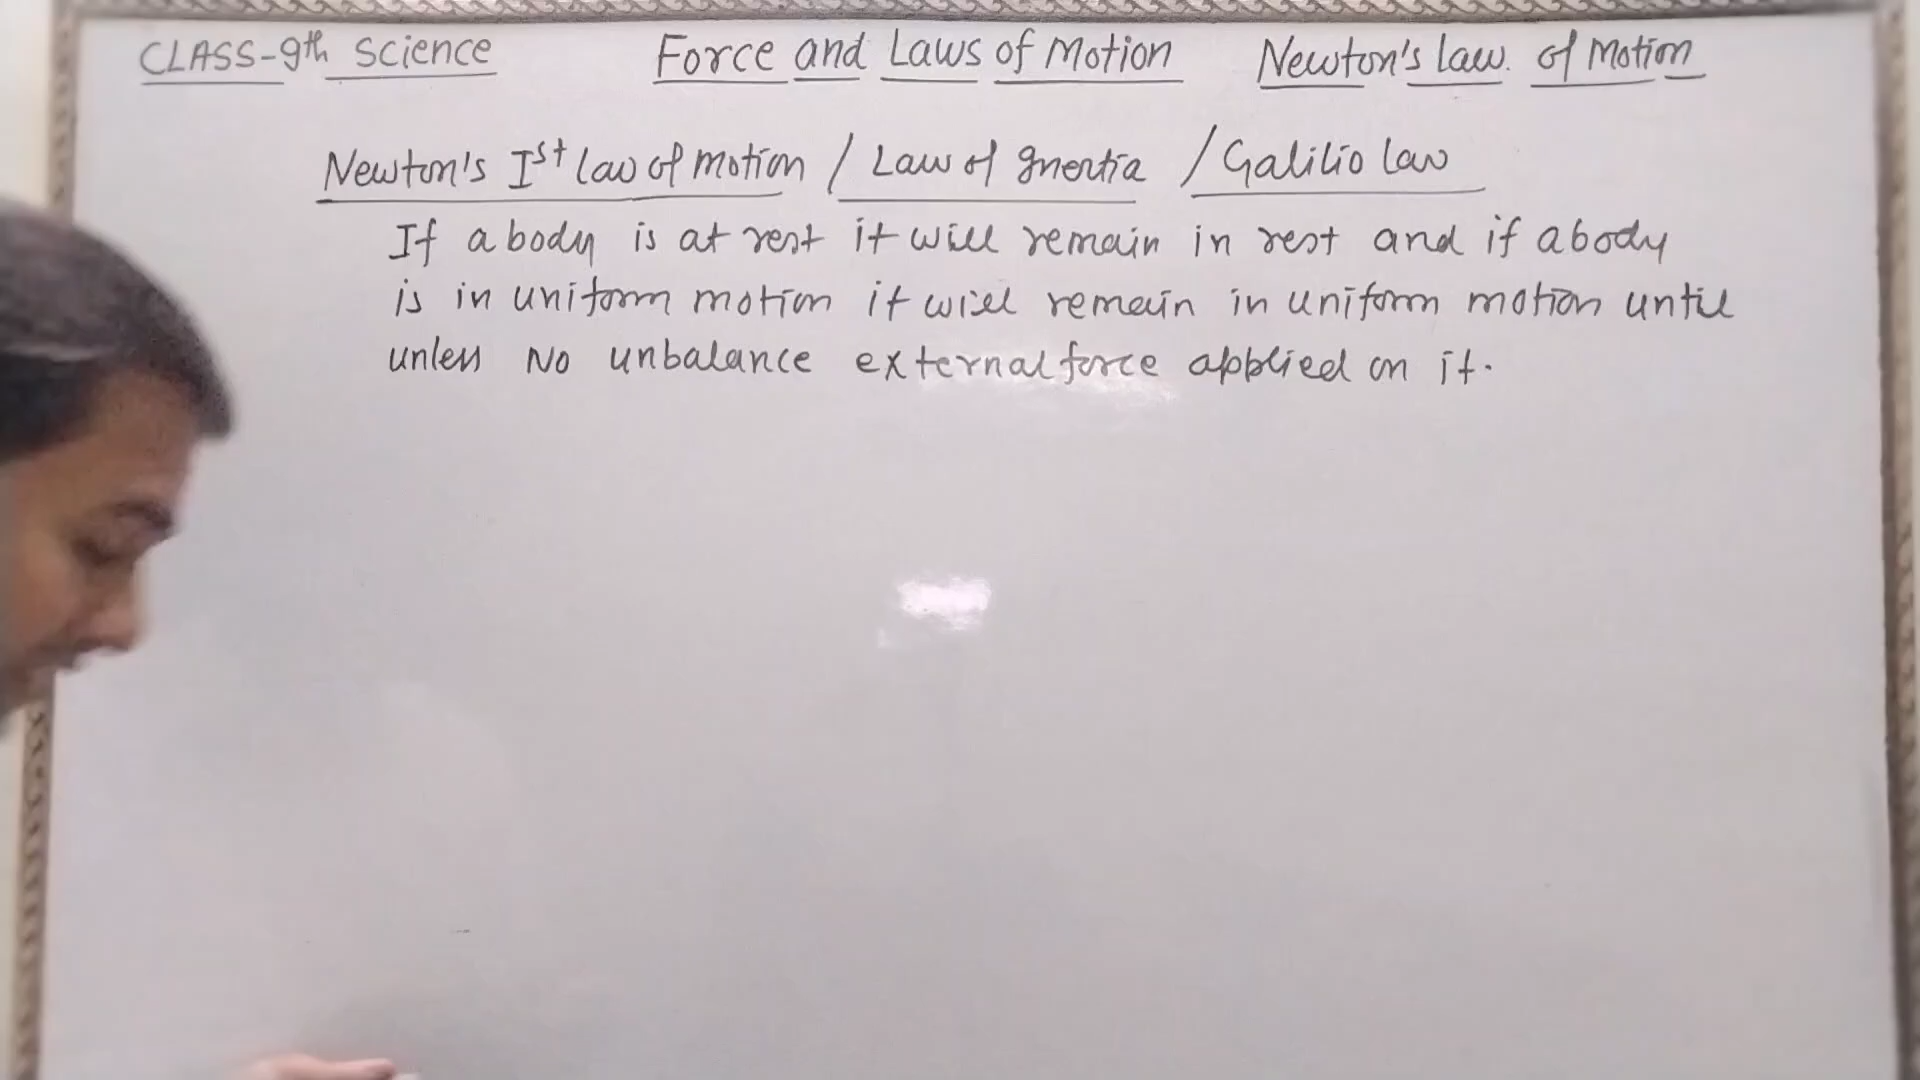 CLASS-9th Science Force and Laws of Motion Newton's law. of Motion
Newton's Ist law of motion / Law of Inertia / Galilio law
If a body is at rest it will remain in rest and if a body
is in uniform motion it will remain in uniform motion until
unless No unbalance external force applied on it.